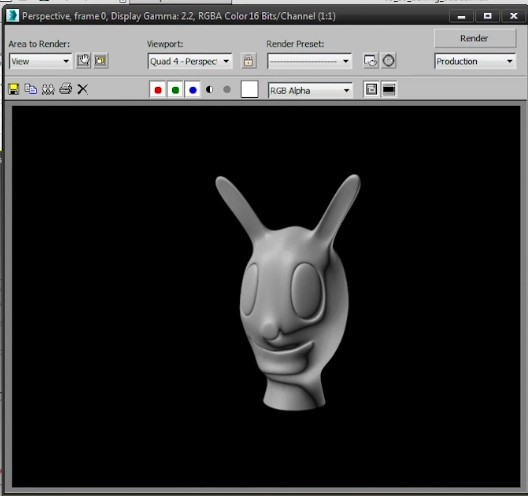 Perspective, frame 0, Display Gamma: 2.2, RGBA Color 16 Bits/Channel (1:1)
Area to Render:
Viewport:
Render Preset:
Render
View
Quad 4 - Perspec
Production
RGB Alpha